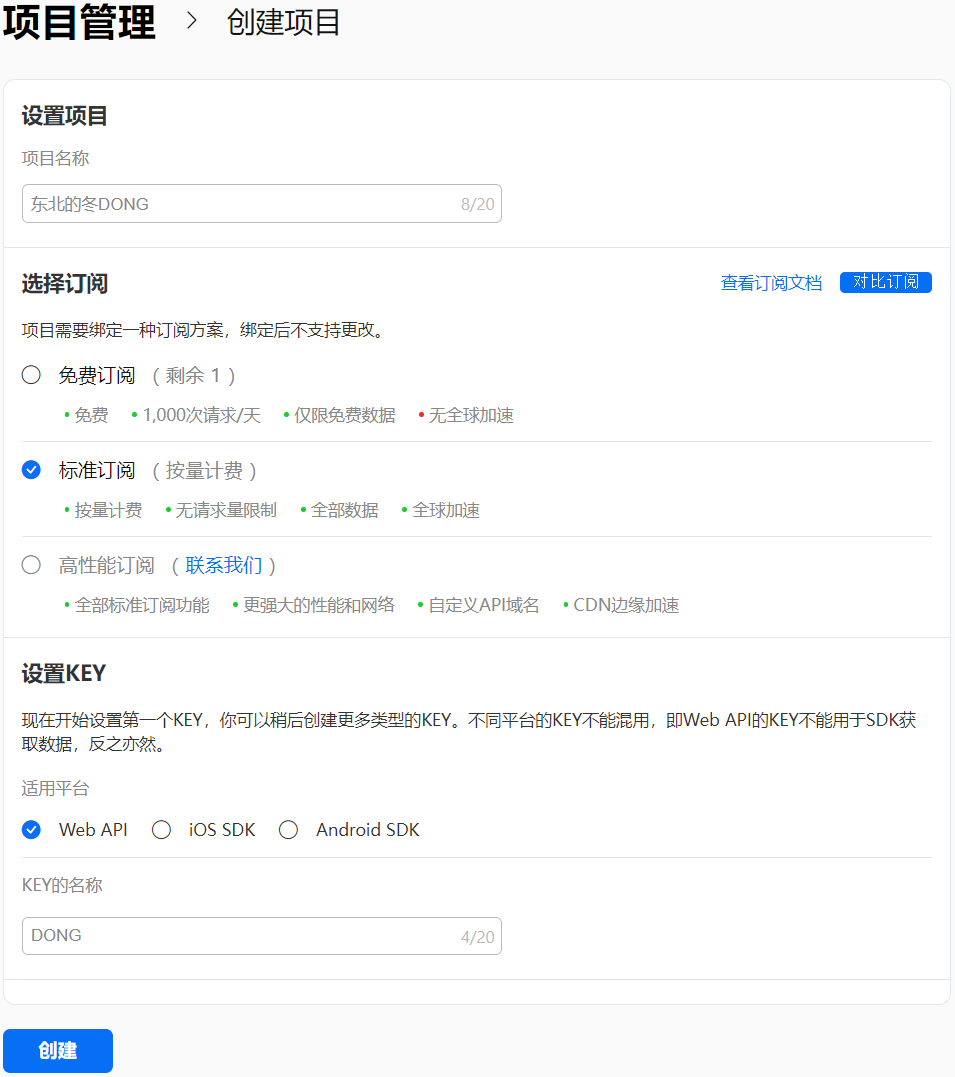 项目管理 > 创建项目
设置项目
项目名称
东北的冬DONG 8/20
选择订阅 查看订阅文档 对比订阅
项目需要绑定一种订阅方案，绑定后不支持更改。
免费订阅 （剩余 1）
• 免费 • 1,000次请求/天 • 仅限免费数据 • 无全球加速
标准订阅 （按量计费）
• 按量计费 • 无请求量限制 • 全部数据 • 全球加速
高性能订阅 （联系我们）
• 全部标准订阅功能 • 更强大的性能和网络 • 自定义API域名 • CDN边缘加速
设置KEY
现在开始设置第一个KEY，你可以稍后创建更多类型的KEY。不同平台的KEY不能混用，即Web API的KEY不能用于SDK获
取数据，反之亦然。
适用平台
Web API iOS SDK Android SDK
KEY的名称
DONG 4/20
创建